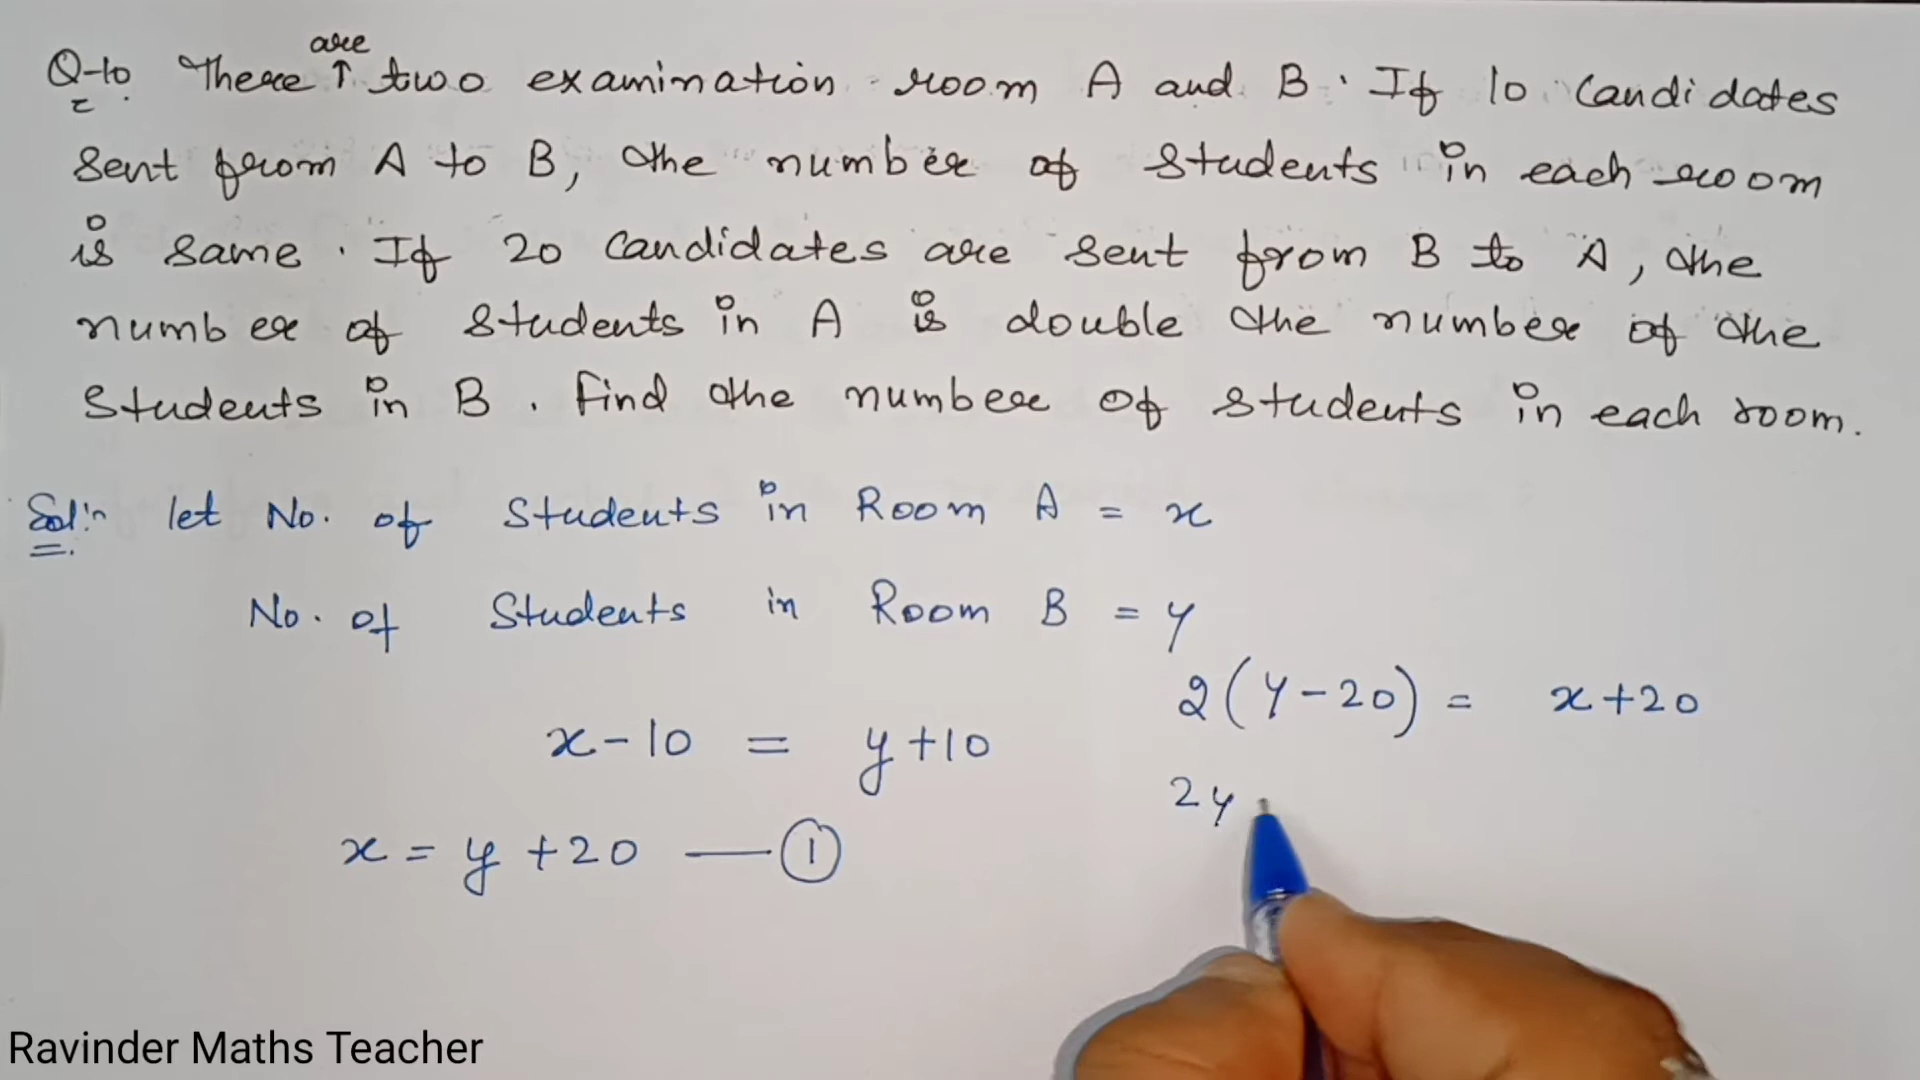 Q-10 There are ↑ two examination room A and B. If 10 Candidates
Sent from A to B, the number of students in each room
is same. If 20 candidates are sent from B to A, the
number of students in A is double the number of the
Students in B. Find the number of students in each room.
Sol:n let No. of Students in Room A = x
No. of Students in Room B = y
2(y-20) = x+20
x-10 = y+10
2y
x = y+20 — ①
Ravinder Maths Teacher